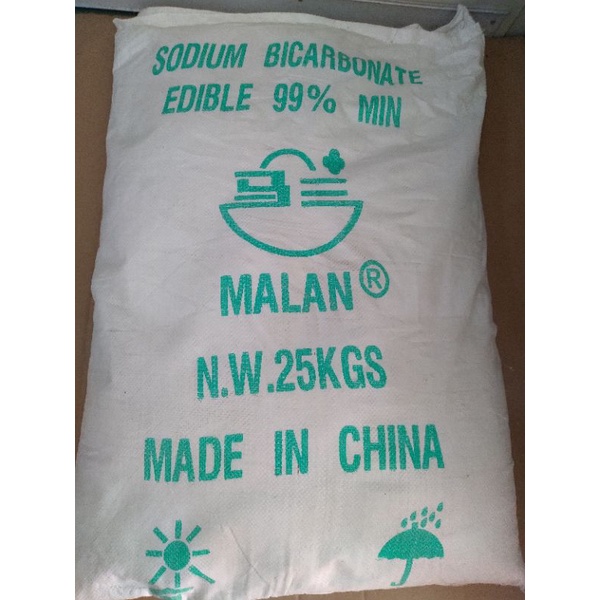 SODIUM BICARBONATE
EDIBLE 99% MIN
MALAN®
N.W.25KGS
MADE IN CHINA